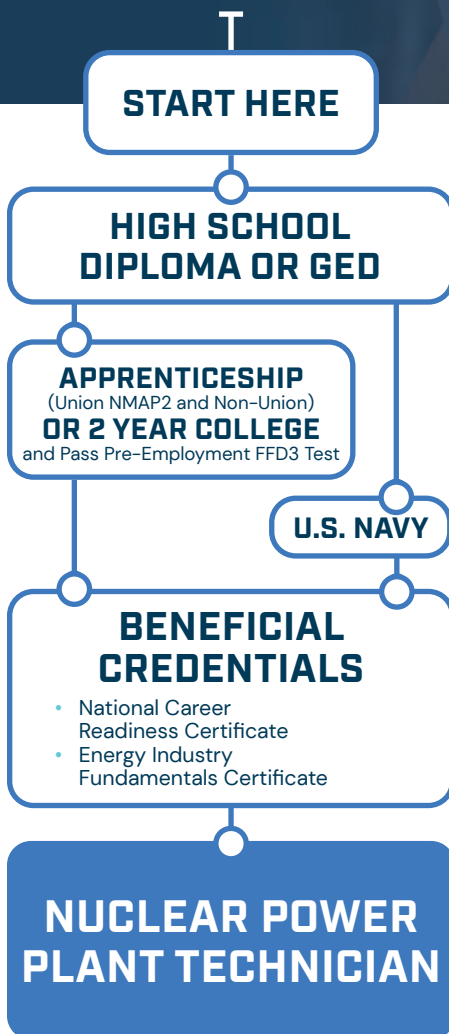 START HERE
HIGH SCHOOL
DIPLOMA OR GED
APPRENTICESHIP
(Union NMAP2 and Non-Union)
OR 2 YEAR COLLEGE
and Pass Pre-Employment FFD3 Test
U.S. NAVY
BENEFICIAL
CREDENTIALS
• National Career
Readiness Certificate
• Energy Industry
Fundamentals Certificate
NUCLEAR POWER
PLANT TECHNICIAN